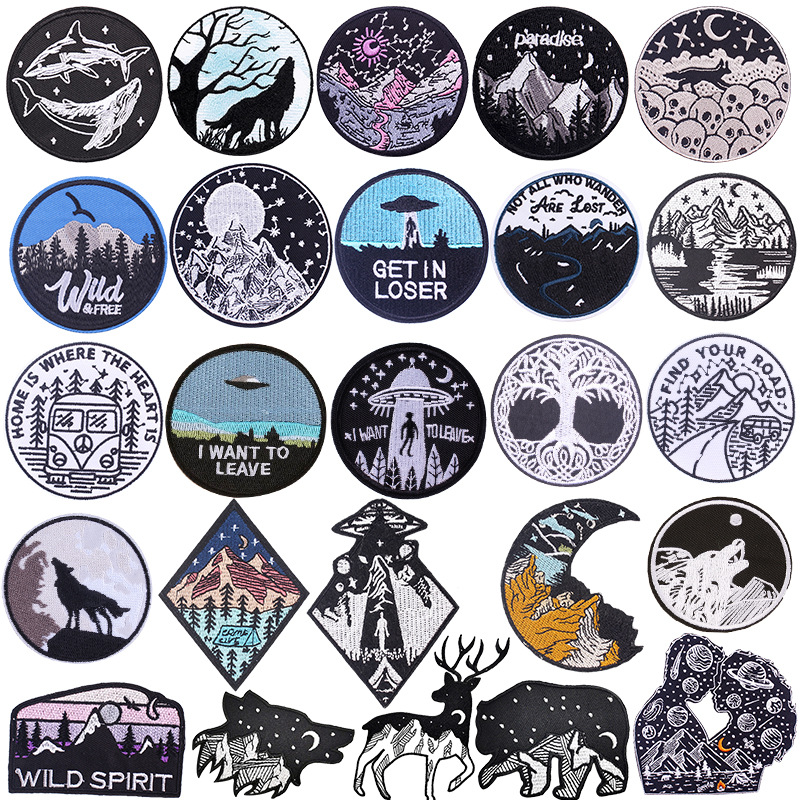 paradise
Wild
& FREE
GET IN
LOSER
NOT ALL WHO WANDER
ARE LOST
HOME IS WHERE THE HEART IS
I WANT TO
LEAVE
I WANT TO LEAVE
FIND YOUR ROAD
WILD SPIRIT